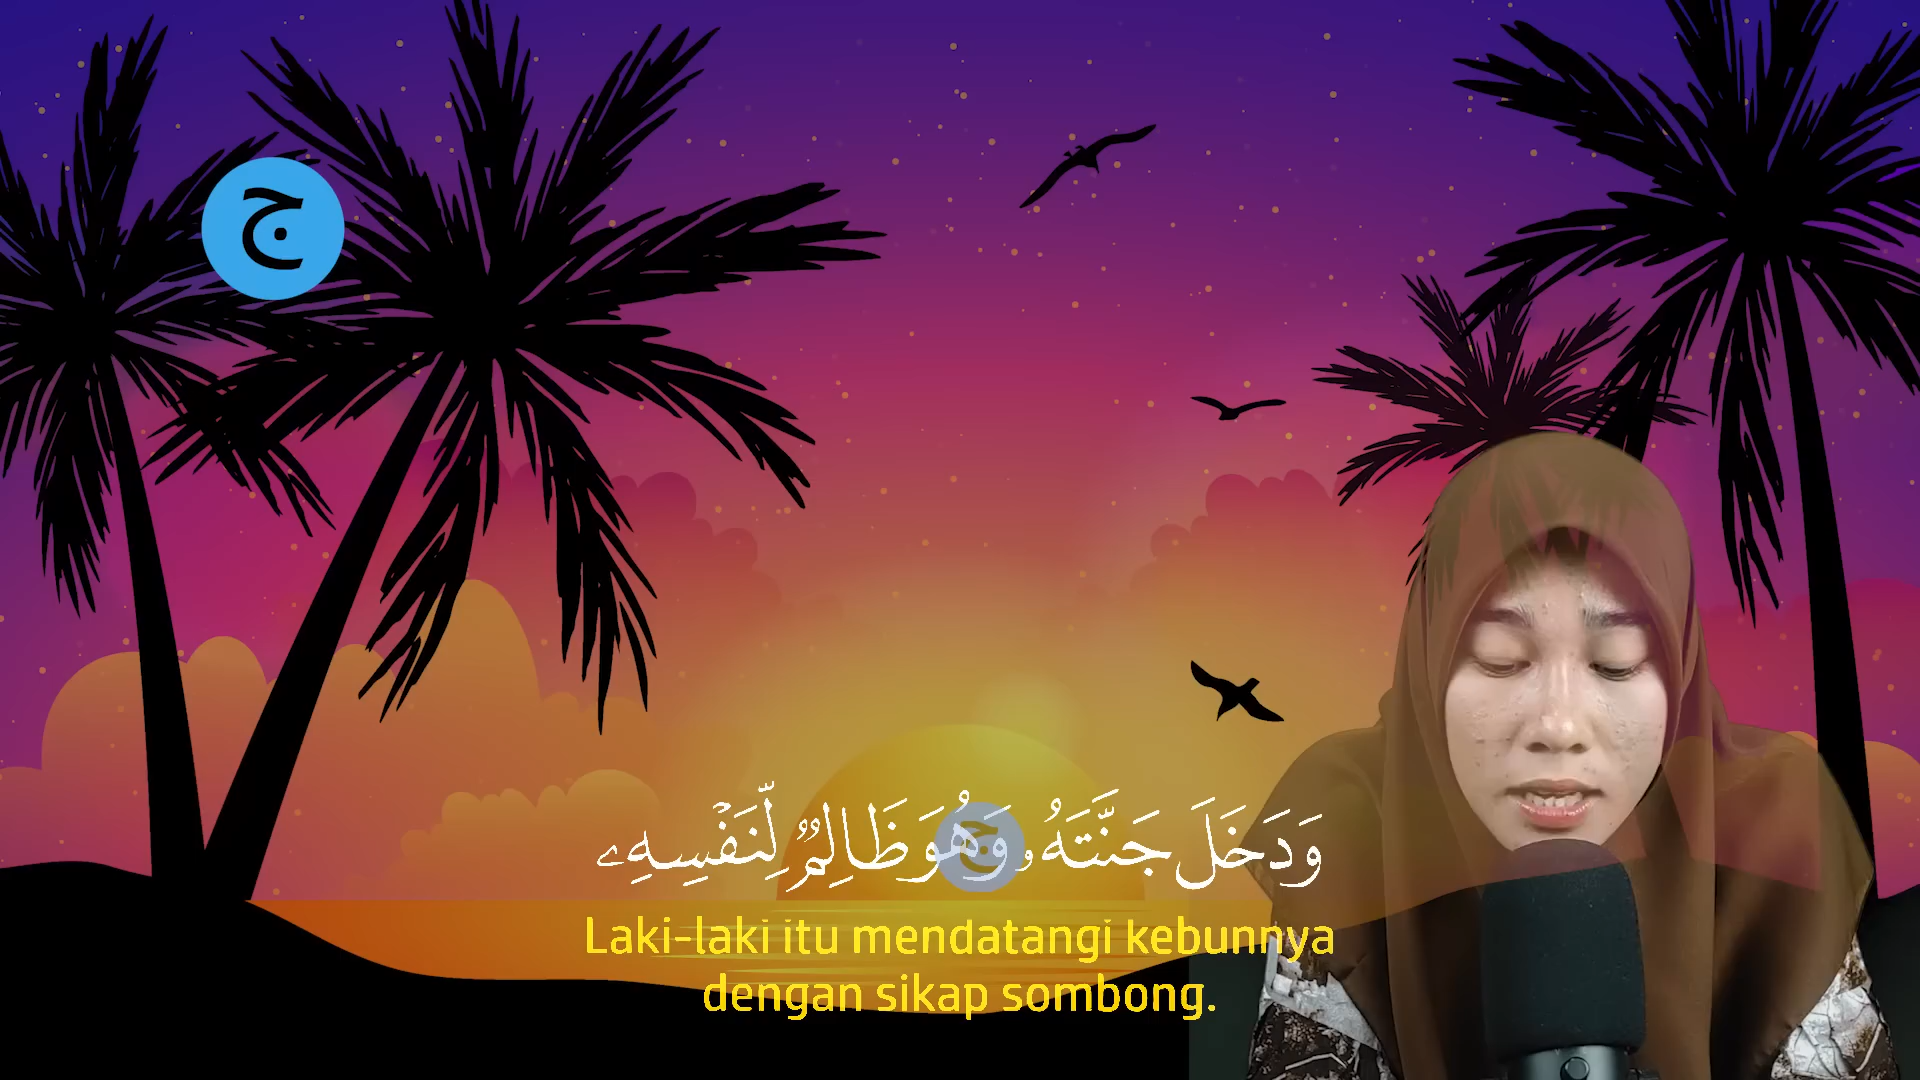 ج
وَدَخَلَ جَنَّتَهُۥ وَهُوَ ظَالِمٌ لِّنَفْسِهِۦ
ج
Laki-laki itu mendatangi kebunnya
dengan sikap sombong.